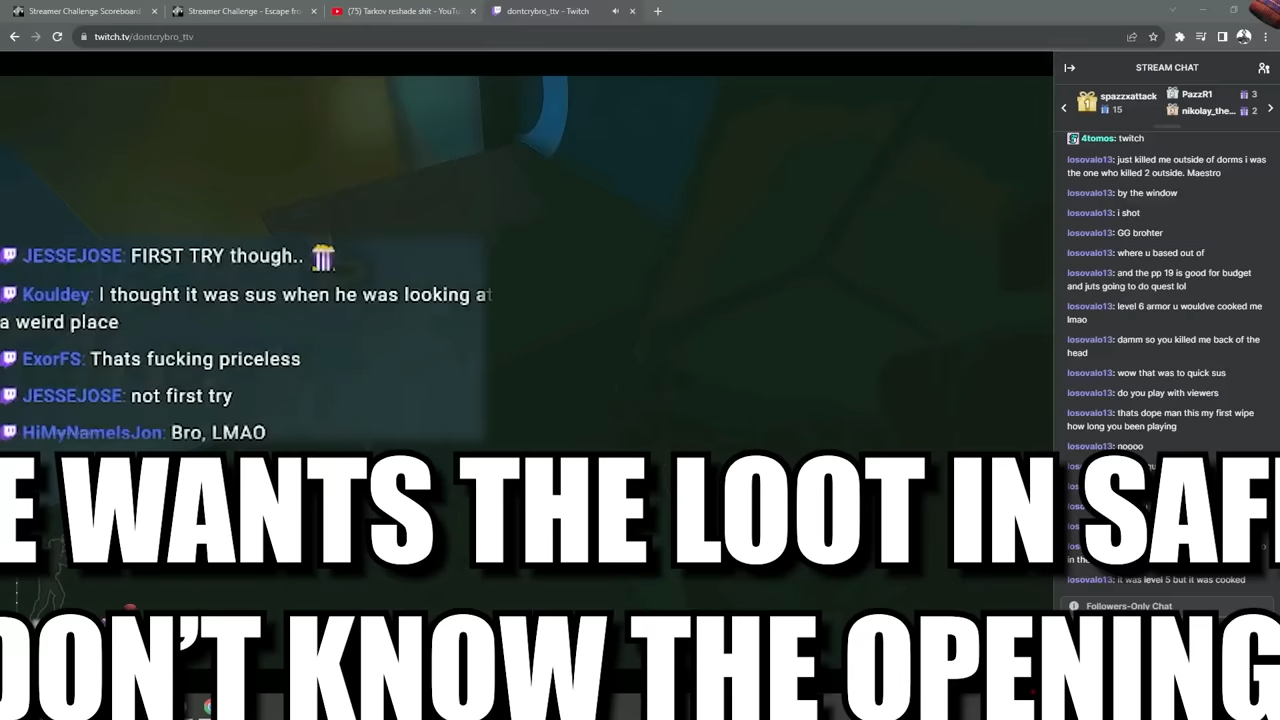 Streamer Challenge Scoreboard
Streamer Challenge - Escape fro
(75) Tarkov reshade shit - YouTu
dontcrybro_ttv - Twitch
twitch.tv/dontcrybro_ttv
STREAM CHAT
spazzxattack
15
PazzR1 3
nikolay_the... 2
4tomos: twitch
losovalo13: just killed me outside of dorms i was
the one who killed 2 outside. Maestro
losovalo13: by the window
losovalo13: i shot
losovalo13: GG brohter
losovalo13: where u based out of
losovalo13: and the pp 19 is good for budget
and juts going to do quest lol
losovalo13: level 6 armor u wouldve cooked me
lmao
losovalo13: damm so you killed me back of the
head
losovalo13: wow that was to quick sus
losovalo13: do you play with viewers
losovalo13: thats dope man this my first wipe
how long you been playing
losovalo13: noooo
losovalo13: it was level 5 but it was cooked
Followers-Only Chat
JESSEJOSE: FIRST TRY though..
Kouldey: I thought it was sus when he was looking at
a weird place
ExorFS: Thats fucking priceless
JESSEJOSE: not first try
HiMyNameIsJon: Bro, LMAO
E WANTS THE LOOT IN SAF
DON'T KNOW THE OPENING